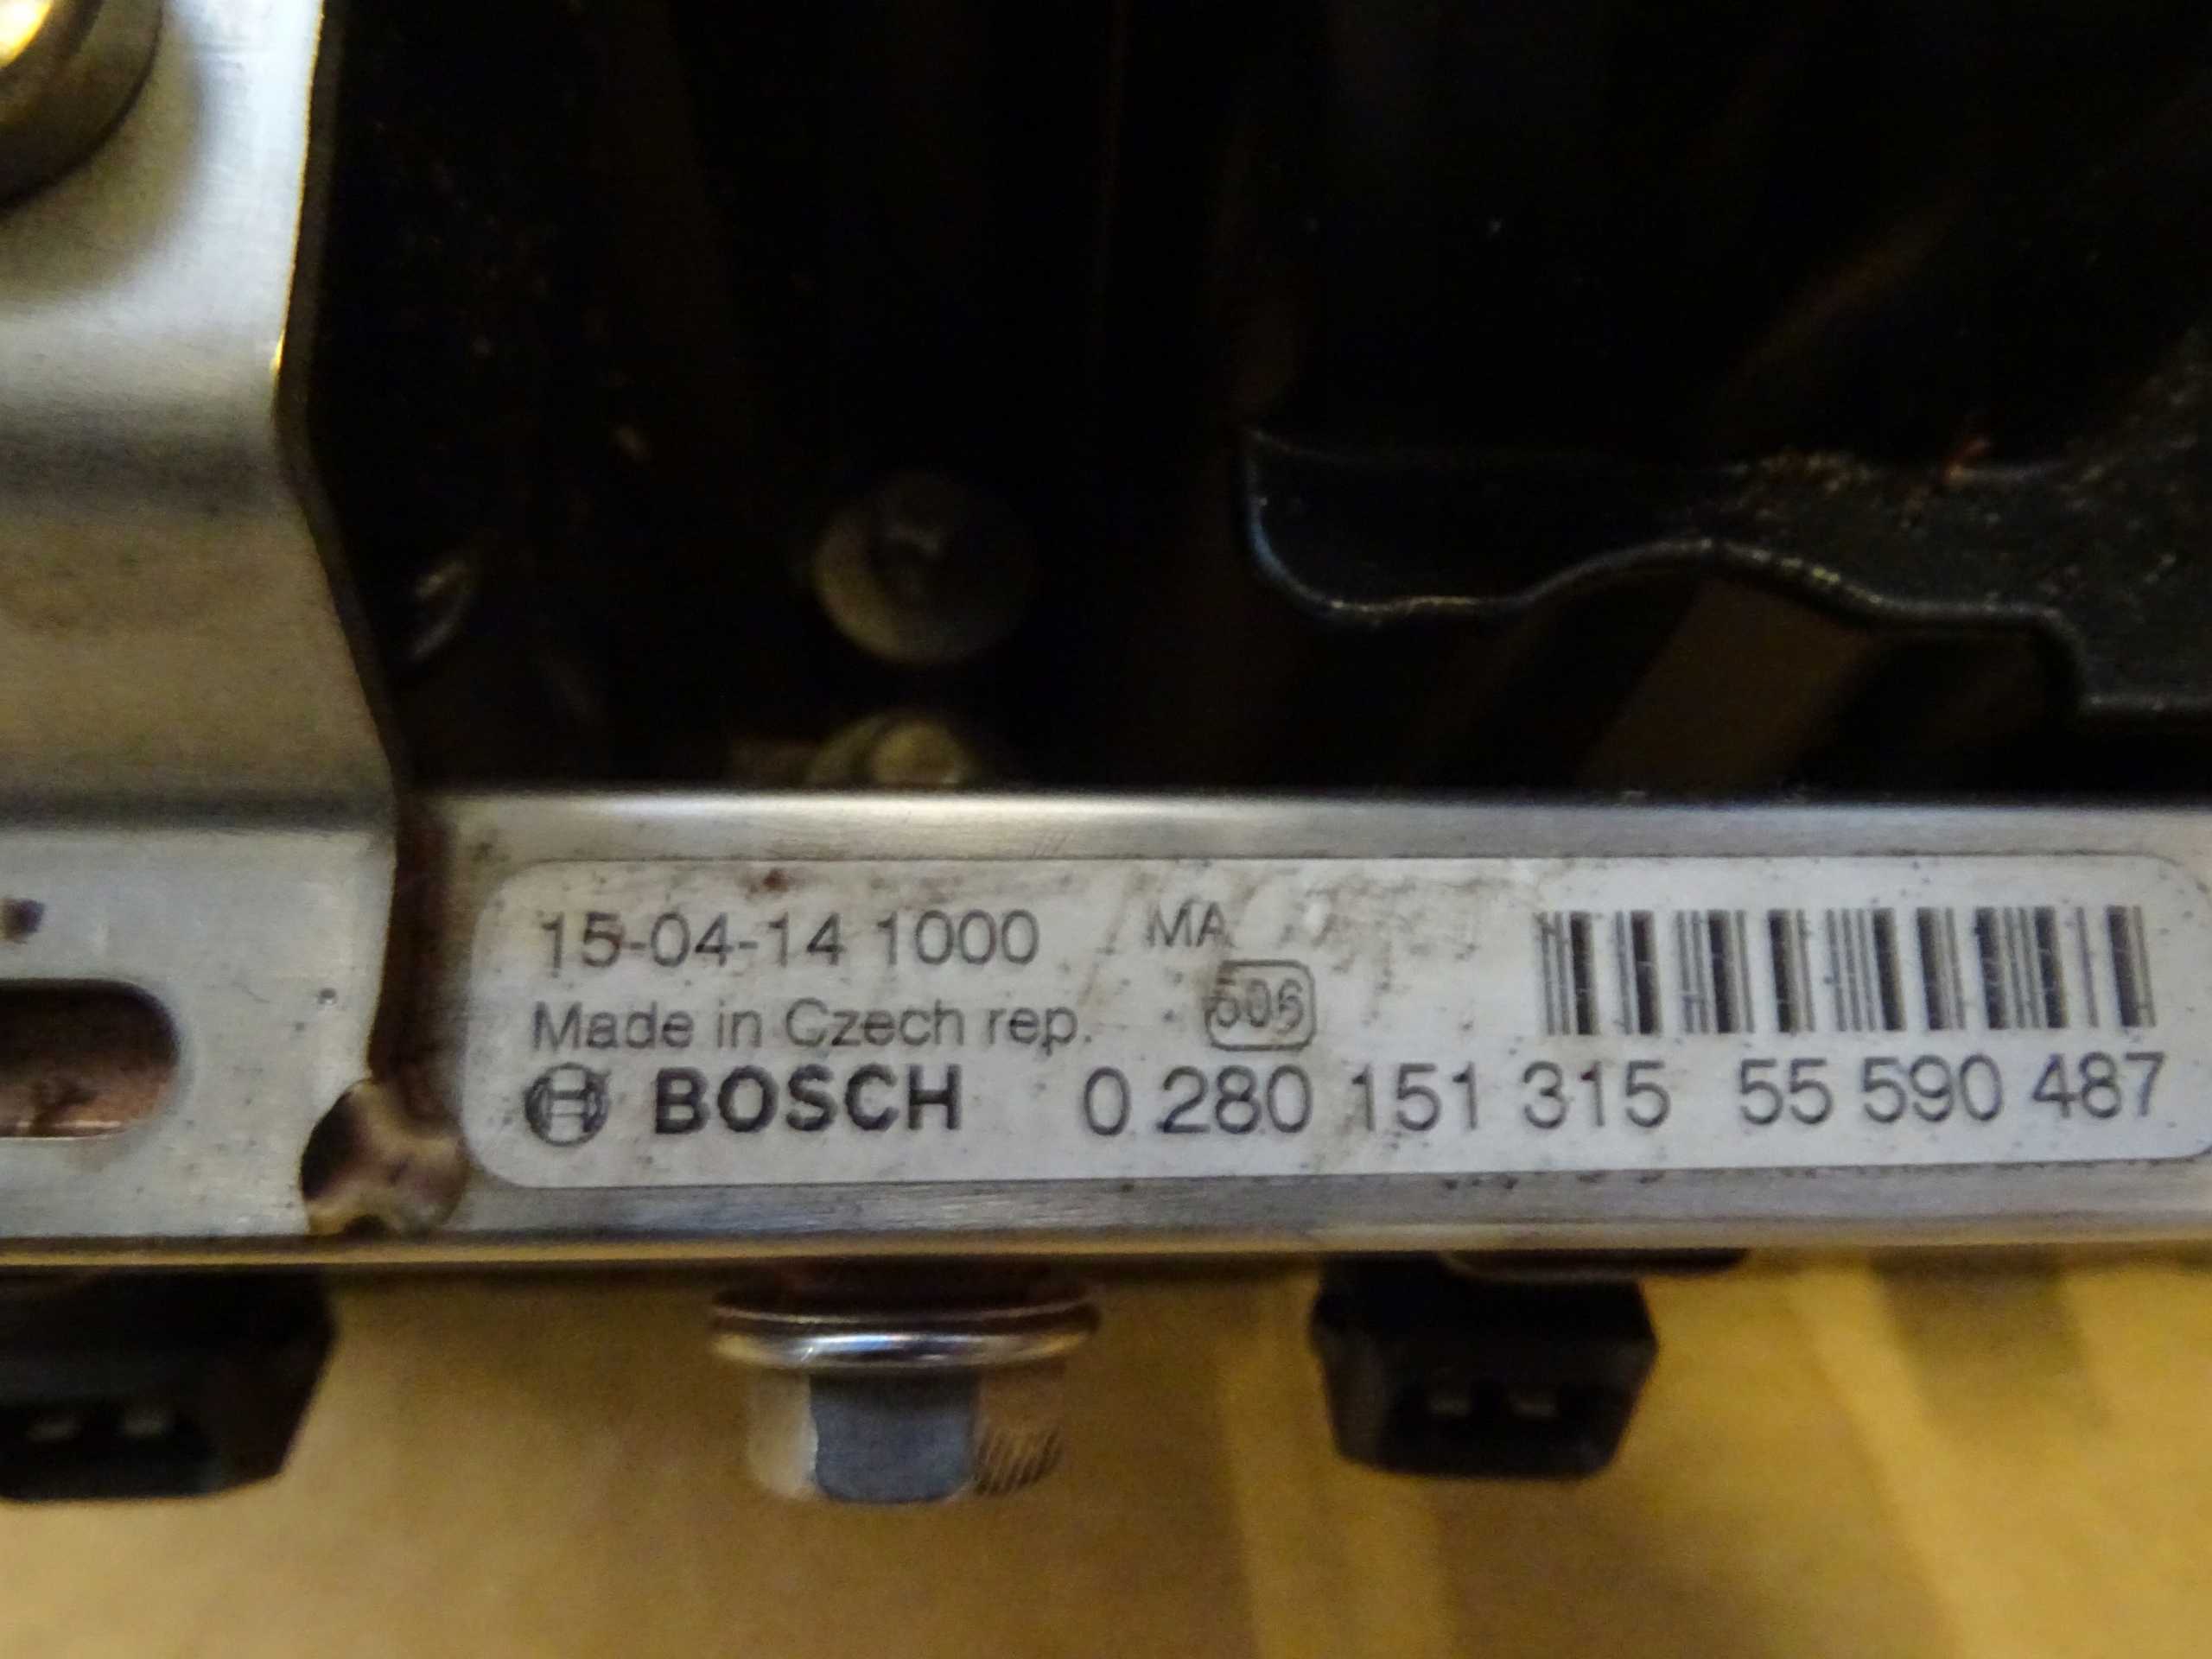 15-04-14 1000 MA
Made in Czech rep. 506
BOSCH 0 280 151 315 55 590 487